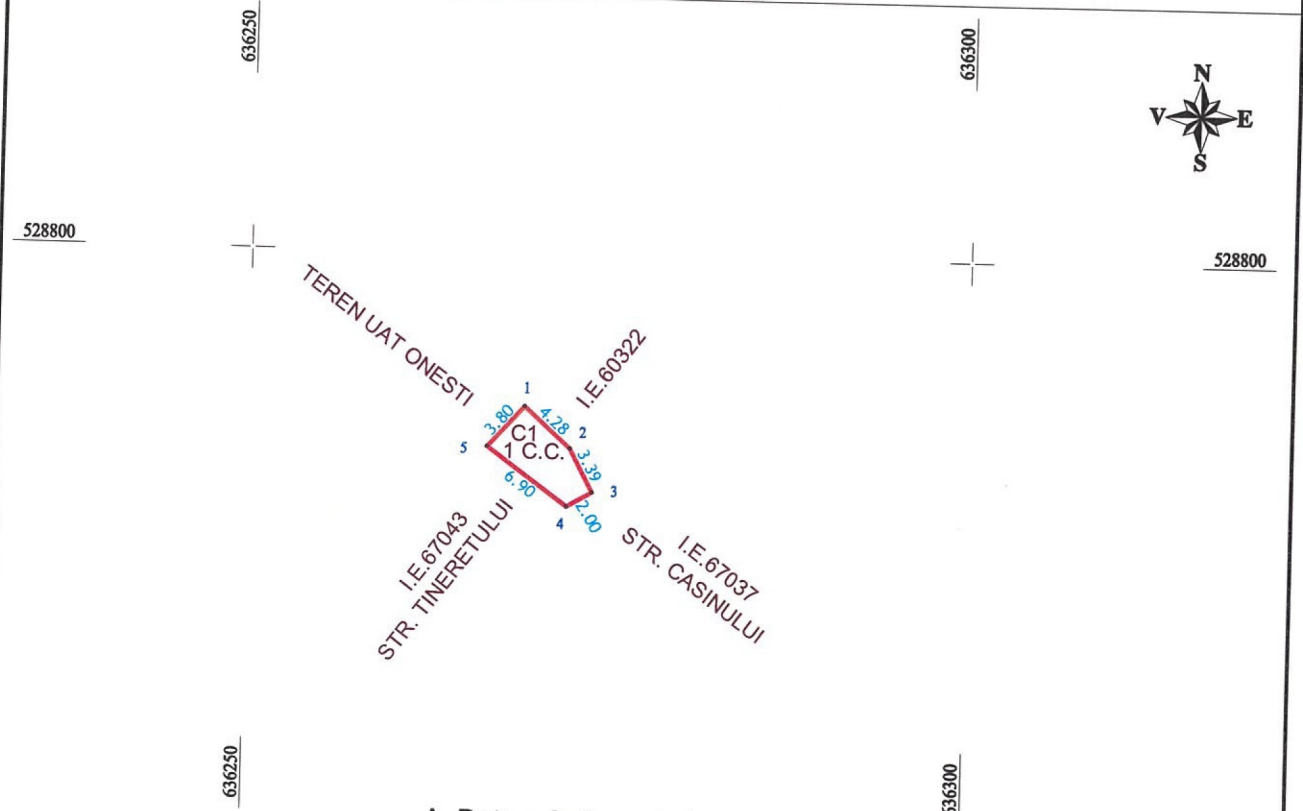 636250
636300
N
V E
S
528800
528800
TEREN UAT ONESTI
I.E.60322
1
4.28
3.80
2
C1
1 C.C.
5
3.39
6.90
3
2.00
4
I.E.67043
STR. TINERETULUI
I.E.67037
STR. CASINULUI
636250
636300